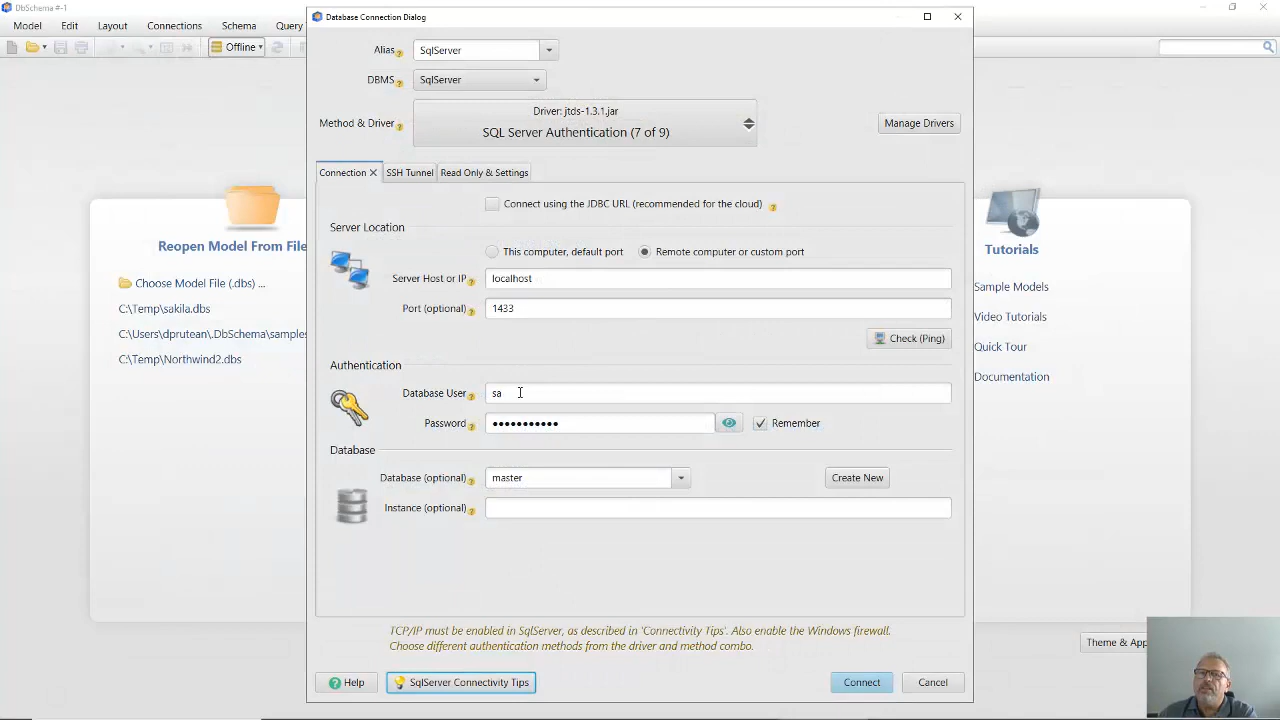 DbSchema #-1
Database Connection Dialog
Model Edit Layout Connections Schema Query
Offline
Alias SqlServer
DBMS SqlServer
Method & Driver
Driver: jtds-1.3.1.jar
SQL Server Authentication (7 of 9)
Manage Drivers
Connection SSH Tunnel Read Only & Settings
Connect using the JDBC URL (recommended for the cloud)
Server Location
This computer, default port Remote computer or custom port
Server Host or IP localhost
Port (optional) 1433
Check (Ping)
Authentication
Database User sa
Password ●●●●●●●●●●● Remember
Database
Database (optional) master Create New
Instance (optional)
TCP/IP must be enabled in SqlServer, as described in 'Connectivity Tips'. Also enable the Windows firewall.
Choose different authentication methods from the driver and method combo.
Help SqlServer Connectivity Tips Connect Cancel
Reopen Model From File
Choose Model File (.dbs) ...
C:\Temp\sakila.dbs
C:\Users\dprutean\.DbSchema\samples
C:\Temp\Northwind2.dbs
Tutorials
Sample Models
Video Tutorials
Quick Tour
Documentation
Theme & App